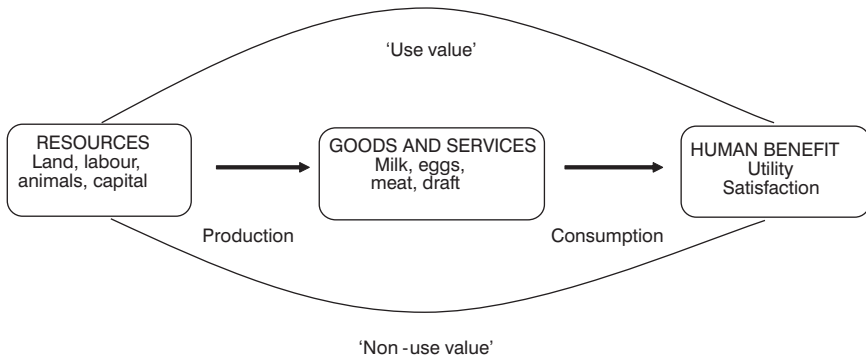 ‘Use value’
RESOURCES
Land, labour,
animals, capital
GOODS AND SERVICES
Milk, eggs,
meat, draft
HUMAN BENEFIT
Utility
Satisfaction
Production
Consumption
‘Non -use value’